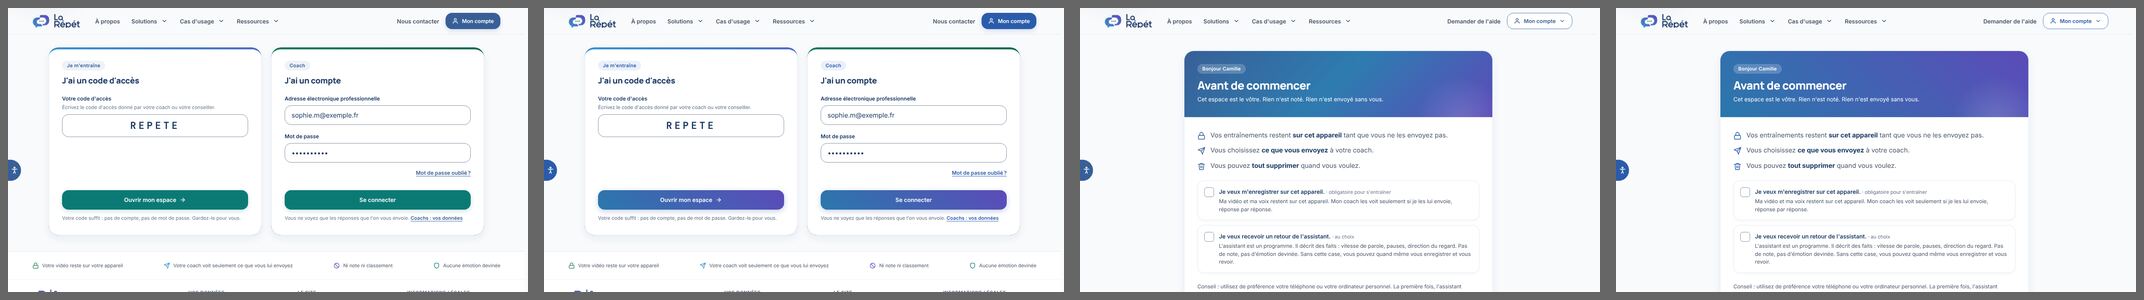 La Répét À propos Solutions Cas d'usage Ressources Nous contacter Mon compte
Je m'entraîne
J'ai un code d'accès
Votre code d'accès
Écrivez le code d'accès donné par votre coach ou votre conseiller.
REPETE
Ouvrir mon espace →
Votre code suffit : pas de compte, pas de mot de passe. Gardez-le pour vous.
Coach
J'ai un compte
Adresse électronique professionnelle
sophie.m@exemple.fr
Mot de passe
••••••••••
Mot de passe oublié ?
Se connecter
Vous ne voyez que les réponses que l'on vous envoie. Coachs : vos données
Votre vidéo reste sur votre appareil
Votre coach voit seulement ce que vous lui envoyez
Ni note ni classement
Aucune émotion devinée
La Répét À propos Solutions Cas d'usage Ressources Nous contacter Mon compte
Je m'entraîne
J'ai un code d'accès
Votre code d'accès
Écrivez le code d'accès donné par votre coach ou votre conseiller.
REPETE
Ouvrir mon espace →
Votre code suffit : pas de compte, pas de mot de passe. Gardez-le pour vous.
Coach
J'ai un compte
Adresse électronique professionnelle
sophie.m@exemple.fr
Mot de passe
••••••••••
Mot de passe oublié ?
Se connecter
Vous ne voyez que les réponses que l'on vous envoie. Coachs : vos données
Votre vidéo reste sur votre appareil
Votre coach voit seulement ce que vous lui envoyez
Ni note ni classement
Aucune émotion devinée
La Répét À propos Solutions Cas d'usage Ressources Demander de l'aide Mon compte
Bonjour Camille
Avant de commencer
Cet espace est le vôtre. Rien n'est noté. Rien n'est envoyé sans vous.
Vos entraînements restent sur cet appareil tant que vous ne les envoyez pas.
Vous choisissez ce que vous envoyez à votre coach.
Vous pouvez tout supprimer quand vous voulez.
Je veux m'enregistrer sur cet appareil. · obligatoire pour s'entraîner
Ma vidéo et ma voix restent sur cet appareil. Mon coach les voit seulement si je les lui envoie,
réponse par réponse.
Je veux recevoir un retour de l'assistant. · au choix
L'assistant est un programme. Il décrit des faits : vitesse de parole, pauses, direction du regard. Pas
de note, pas d'émotion devinée. Sans cette case, vous pouvez quand même vous enregistrer et vous
revoir.
Conseil : utilisez de préférence votre téléphone ou votre ordinateur personnel. La première fois, l'assistant
La Répét À propos Solutions Cas d'usage Ressources Demander de l'aide Mon compte
Bonjour Camille
Avant de commencer
Cet espace est le vôtre. Rien n'est noté. Rien n'est envoyé sans vous.
Vos entraînements restent sur cet appareil tant que vous ne les envoyez pas.
Vous choisissez ce que vous envoyez à votre coach.
Vous pouvez tout supprimer quand vous voulez.
Je veux m'enregistrer sur cet appareil. · obligatoire pour s'entraîner
Ma vidéo et ma voix restent sur cet appareil. Mon coach les voit seulement si je les lui envoie,
réponse par réponse.
Je veux recevoir un retour de l'assistant. · au choix
L'assistant est un programme. Il décrit des faits : vitesse de parole, pauses, direction du regard. Pas
de note, pas d'émotion devinée. Sans cette case, vous pouvez quand même vous enregistrer et vous
revoir.
Conseil : utilisez de préférence votre téléphone ou votre ordinateur personnel. La première fois, l'assistant